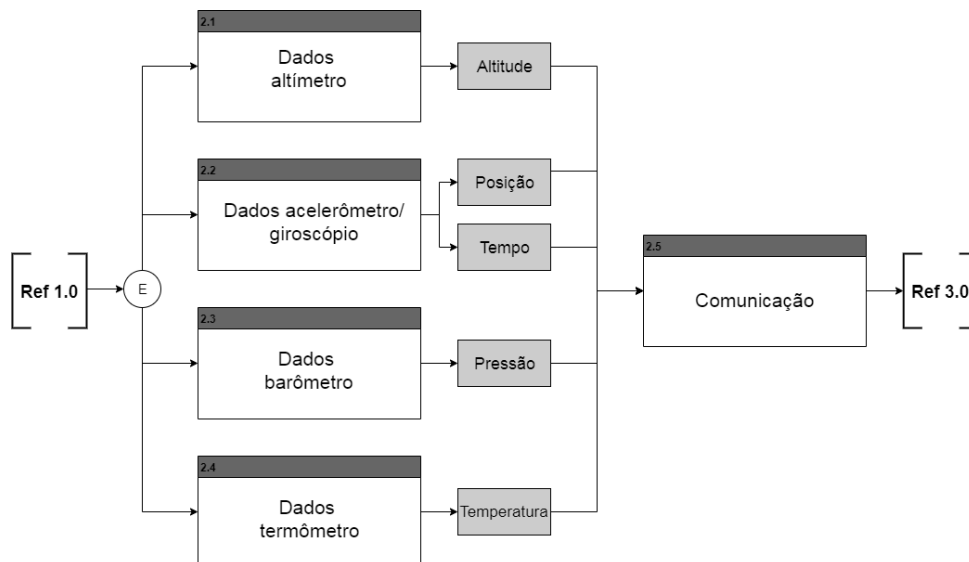 2.1
Dados
altímetro
Altitude
2.2
Dados acelerômetro/
giroscópio
Posição
Tempo
Ref 1.0
E
2.5
Comunicação
Ref 3.0
2.3
Dados
barômetro
Pressão
2.4
Dados
termômetro
Temperatura